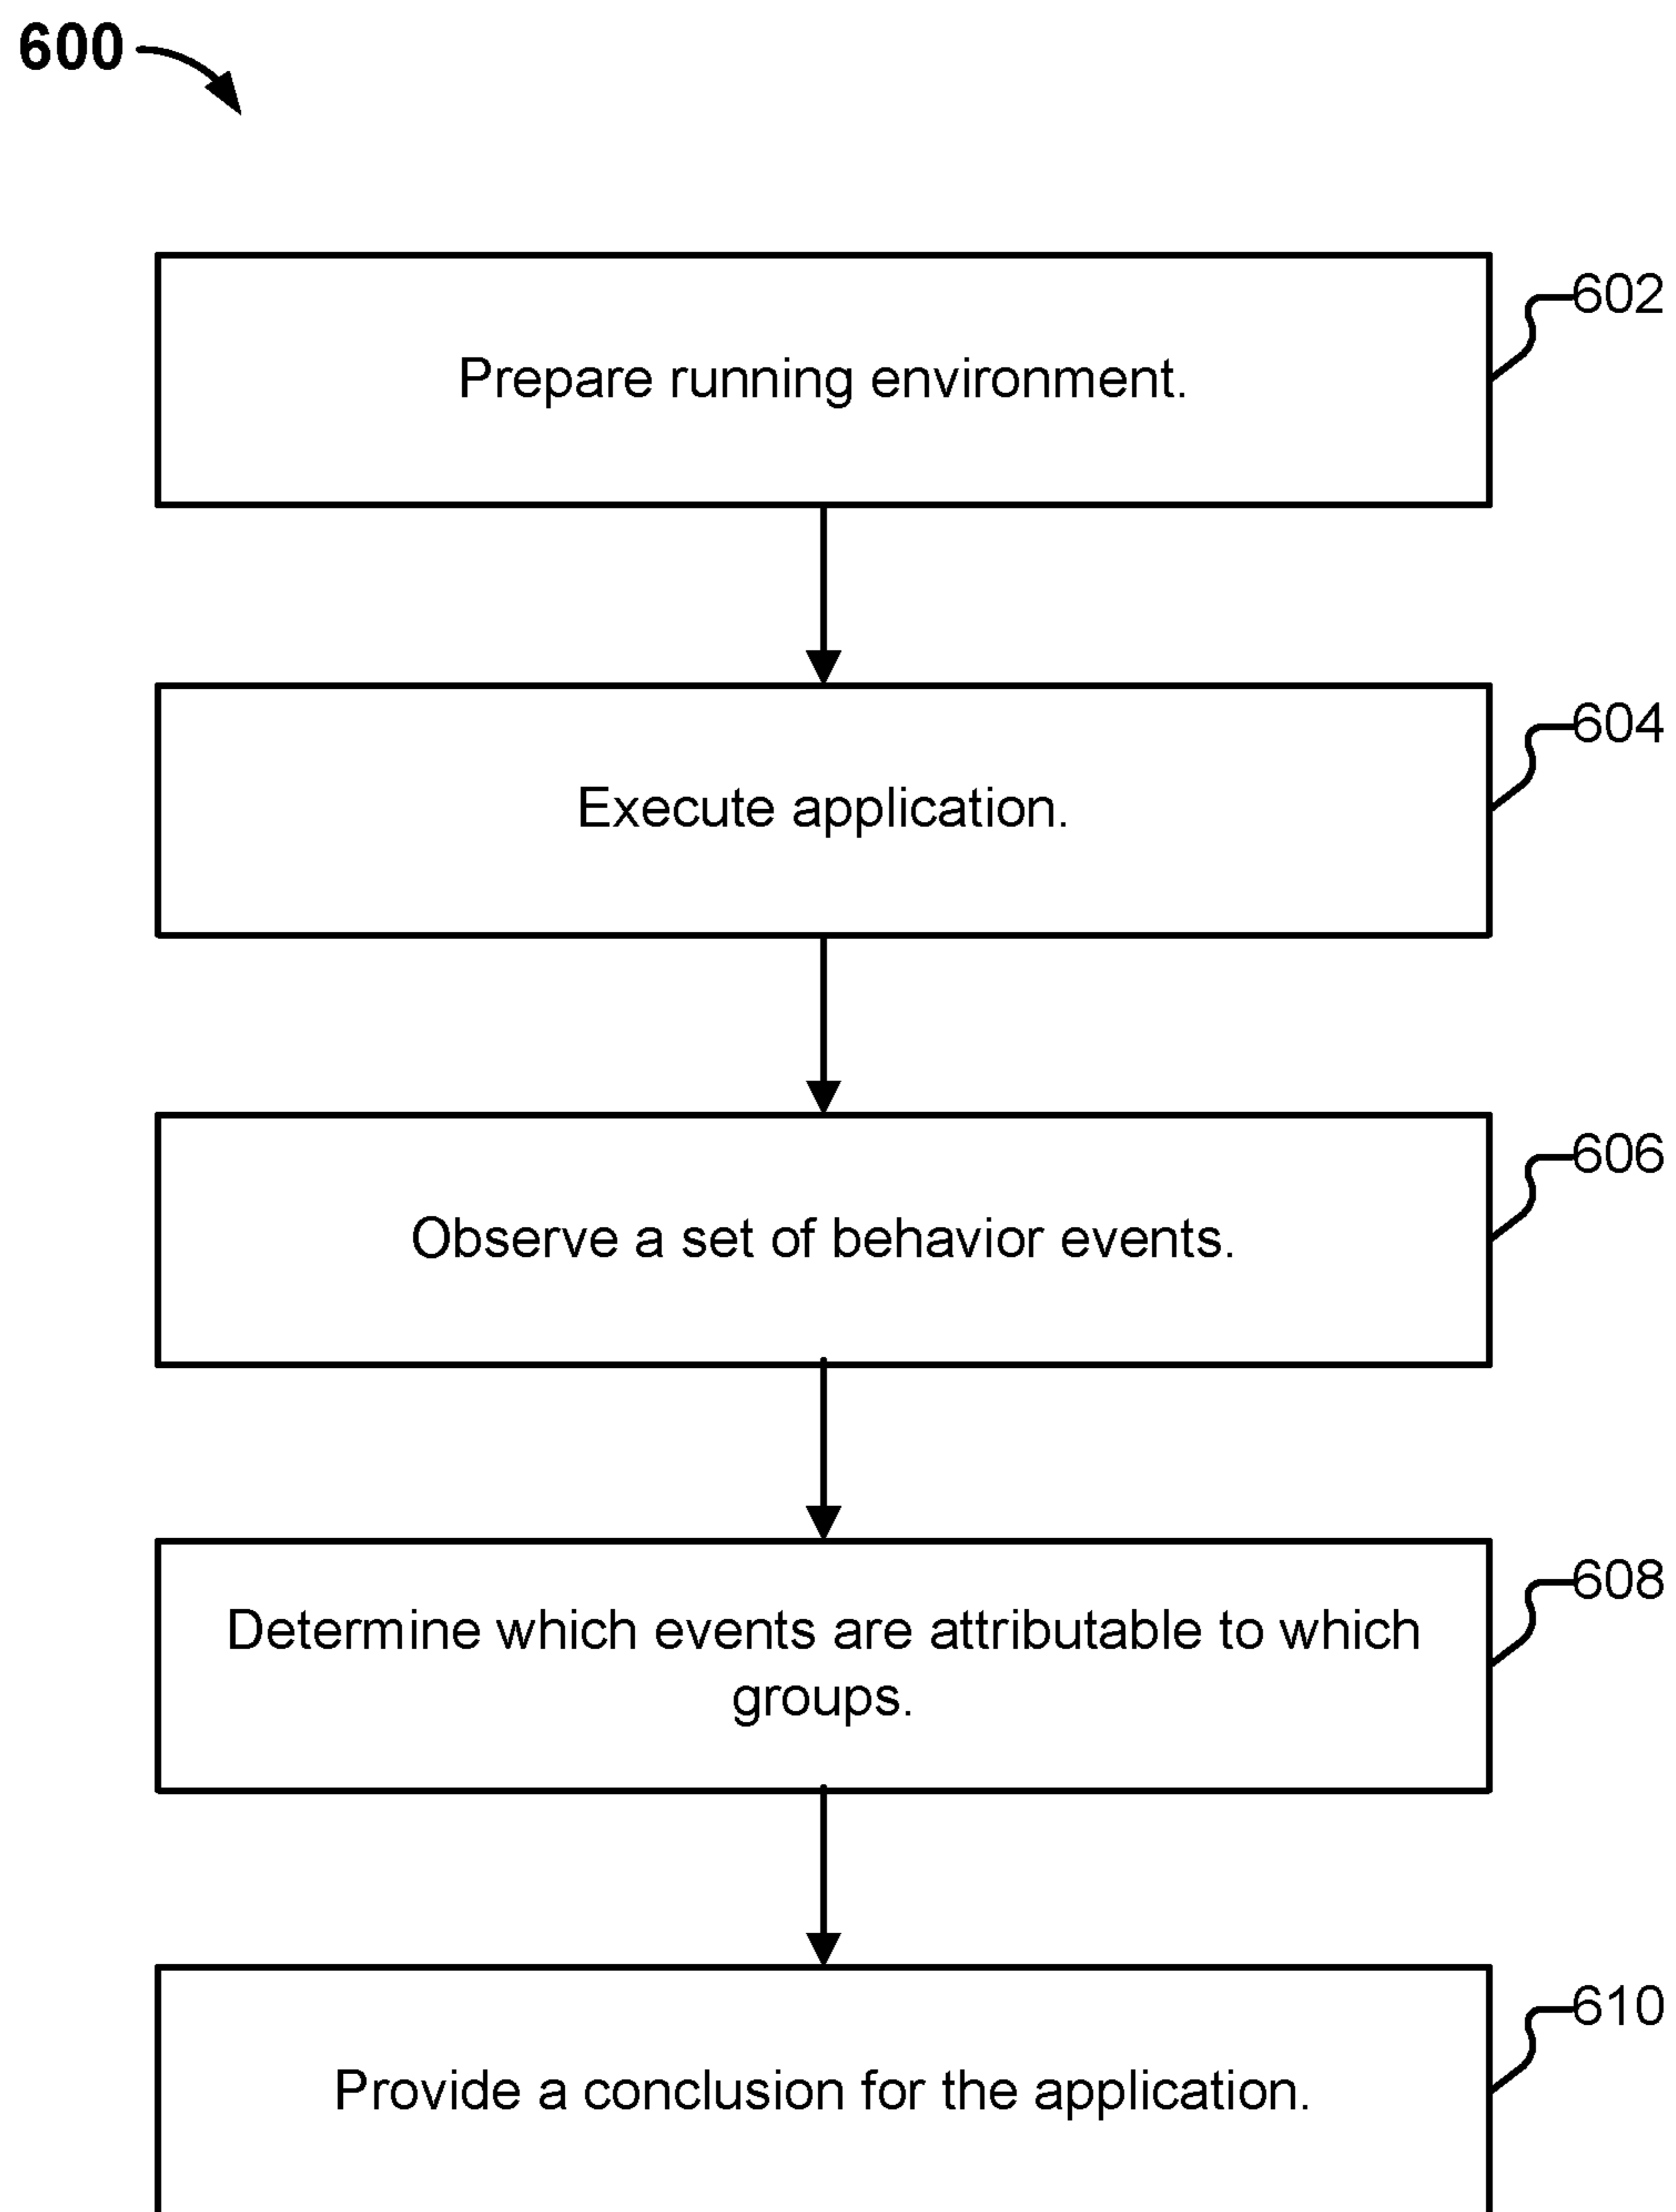 600
602
Prepare running environment.
604
Execute application.
606
Observe a set of behavior events.
608
Determine which events are attributable to which
groups.
610
Provide a conclusion for the application.